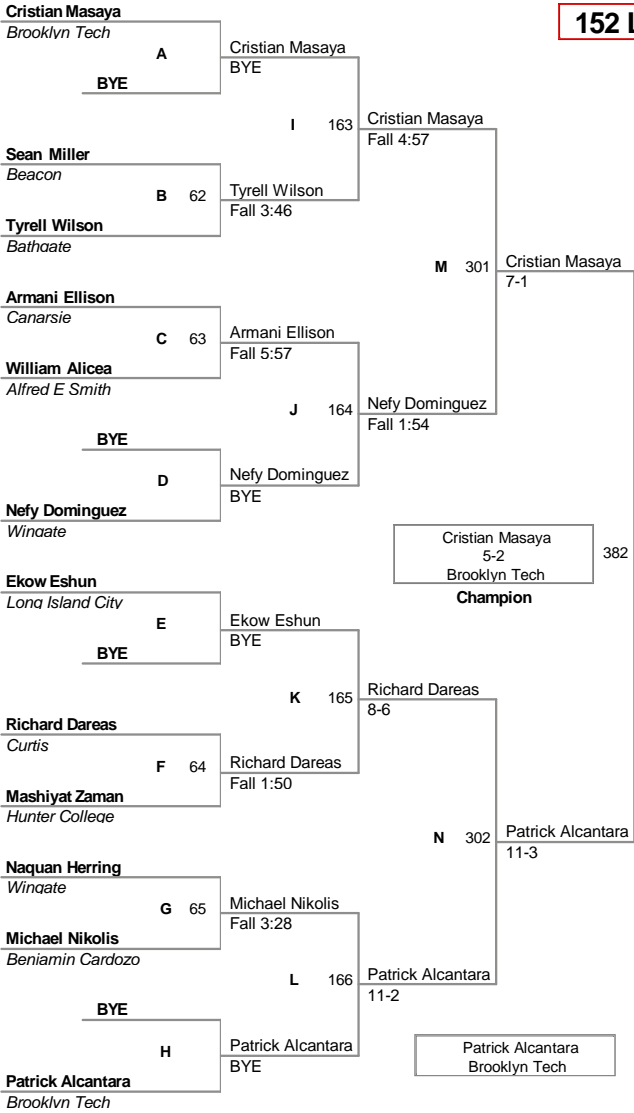 Cristian Masaya
Brooklyn Tech
152 L
A
Cristian Masaya
BYE
BYE
I 163
Cristian Masaya
Fall 4:57
Sean Miller
Beacon
B 62
Tyrell Wilson
Fall 3:46
Tyrell Wilson
Bathgate
M 301
Cristian Masaya
7-1
Armani Ellison
Canarsie
C 63
Armani Ellison
Fall 5:57
William Alicea
Alfred E Smith
J 164
Nefy Dominguez
Fall 1:54
BYE
D
Nefy Dominguez
BYE
Nefy Dominguez
Wingate
Cristian Masaya
5-2
Brooklyn Tech
382
Champion
Ekow Eshun
Long Island City
E
Ekow Eshun
BYE
BYE
K 165
Richard Dareas
8-6
Richard Dareas
Curtis
F 64
Richard Dareas
Fall 1:50
Mashiyat Zaman
Hunter College
N 302
Patrick Alcantara
11-3
Naquan Herring
Wingate
G 65
Michael Nikolis
Fall 3:28
Michael Nikolis
Benjamin Cardozo
L 166
Patrick Alcantara
11-2
BYE
H
Patrick Alcantara
BYE
Patrick Alcantara
Brooklyn Tech
Patrick Alcantara
Brooklyn Tech